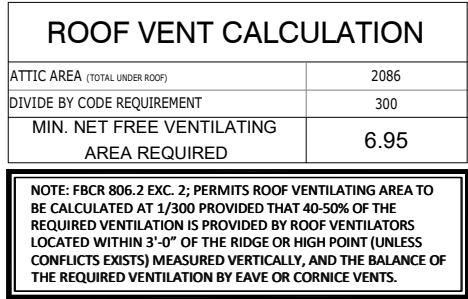 ROOF VENT CALCULATION
ATTIC AREA (TOTAL UNDER ROOF) 2086
DIVIDE BY CODE REQUIREMENT 300
MIN. NET FREE VENTILATING
AREA REQUIRED 6.95
NOTE: FBCR 806.2 EXC. 2; PERMITS ROOF VENTILATING AREA TO
BE CALCULATED AT 1/300 PROVIDED THAT 40-50% OF THE
REQUIRED VENTILATION IS PROVIDED BY ROOF VENTILATORS
LOCATED WITHIN 3'-0" OF THE RIDGE OR HIGH POINT (UNLESS
CONFLICTS EXISTS) MEASURED VERTICALLY, AND THE BALANCE OF
THE REQUIRED VENTILATION BY EAVE OR CORNICE VENTS.